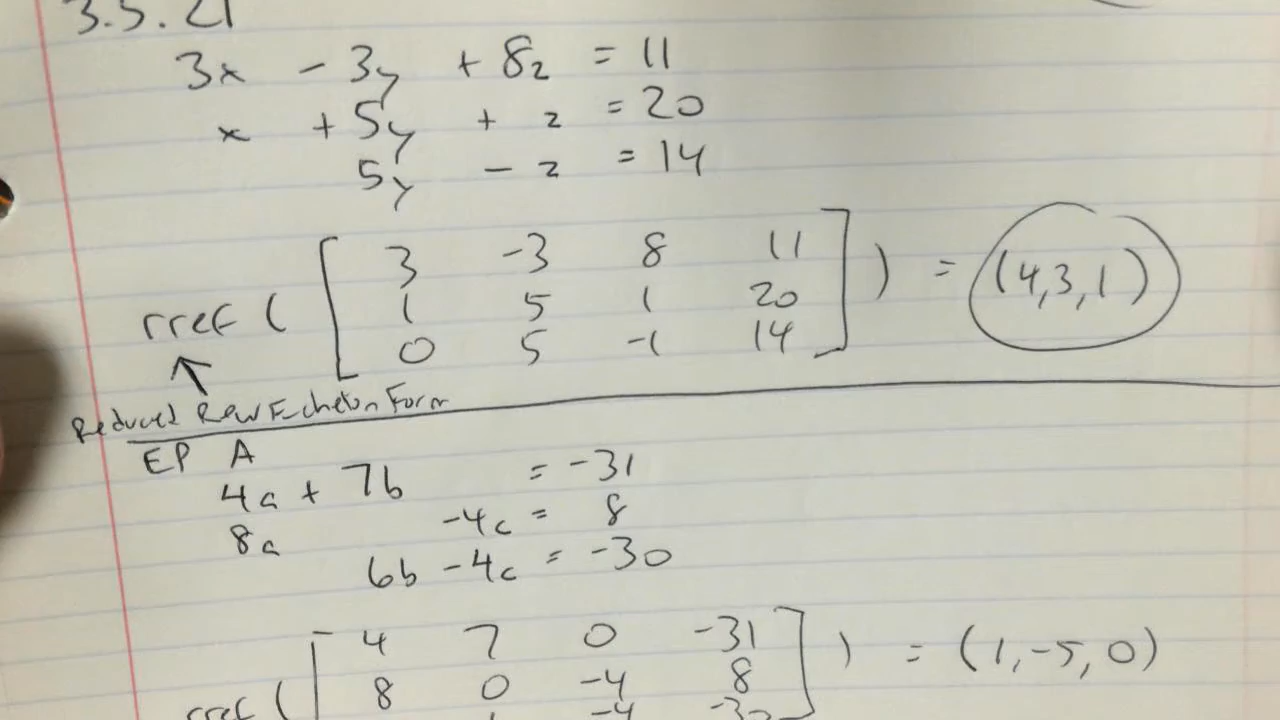 3.5.21
3x - 3y + 8z = 11
x + 5y + z = 20
5y - z = 14
rref ( [ 3 -3 8 11
1 5 1 20
0 5 -1 14 ] ) = (4,3,1)
Reduced Row Echelon Form
EP A
4a + 7b = -31
8a -4c = 8
6b - 4c = -30
rref ( [ 4 7 0 -31
8 0 -4 8
-4 -30 ] ) = (1,-5,0)